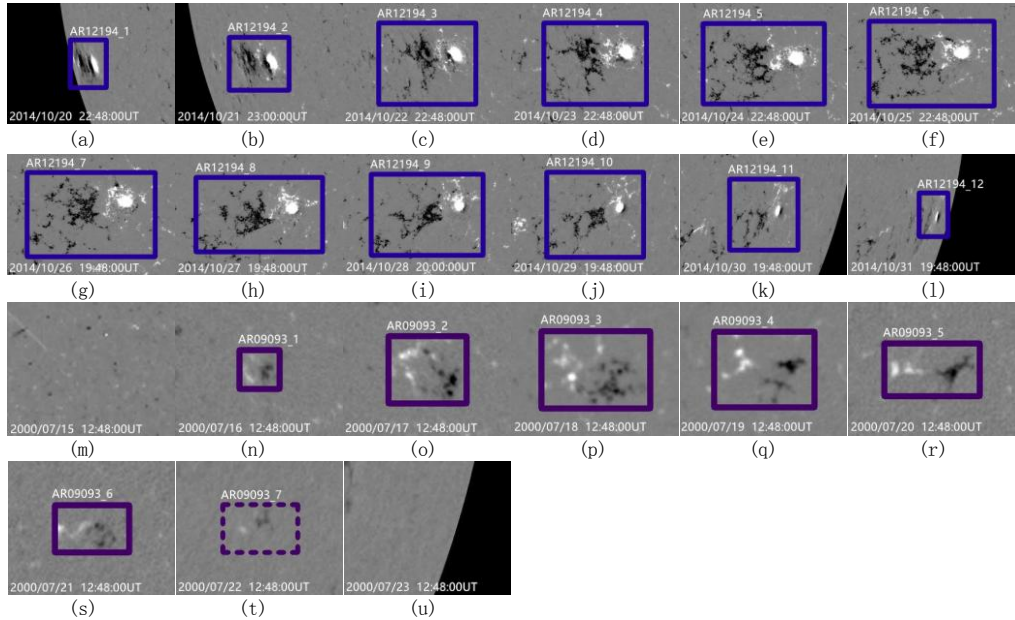 AR12194_1
2014/10/20 22:48:00UT
(a)
AR12194_2
2014/10/21 23:00:00UT
(b)
AR12194_3
2014/10/22 22:48:00UT
(c)
AR12194_4
2014/10/23 22:48:00UT
(d)
AR12194_5
2014/10/24 22:48:00UT
(e)
AR12194_6
2014/10/25 22:48:00UT
(f)
AR12194_7
2014/10/26 19:48:00UT
(g)
AR12194_8
2014/10/27 19:48:00UT
(h)
AR12194_9
2014/10/28 20:00:00UT
(i)
AR12194_10
2014/10/29 19:48:00UT
(j)
AR12194_11
2014/10/30 19:48:00UT
(k)
AR12194_12
2014/10/31 19:48:00UT
(l)
2000/07/15 12:48:00UT
(m)
AR09093_1
2000/07/16 12:48:00UT
(n)
AR09093_2
2000/07/17 12:48:00UT
(o)
AR09093_3
2000/07/18 12:48:00UT
(p)
AR09093_4
2000/07/19 12:48:00UT
(q)
AR09093_5
2000/07/20 12:48:00UT
(r)
AR09093_6
2000/07/21 12:48:00UT
(s)
AR09093_7
2000/07/22 12:48:00UT
(t)
2000/07/23 12:48:00UT
(u)